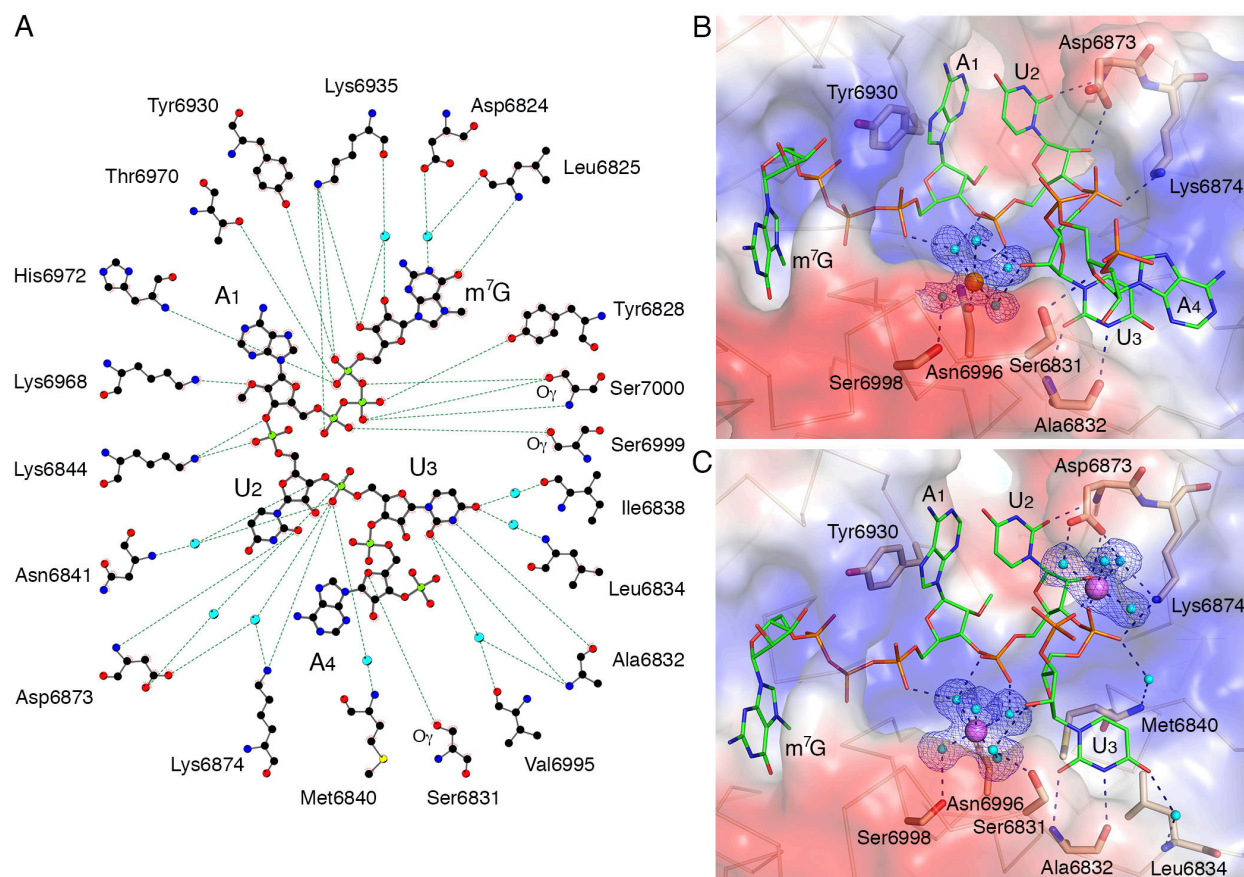 A
Lys6935
Tyr6930
Asp6824
Thr6970
Leu6825
His6972
A1
m⁷G
Tyr6828
Lys6968
Ser7000
Oγ
Oγ
Ser6999
Lys6844
U2
U3
Ile6838
Asn6841
Leu6834
A4
Ala6832
Asp6873
Oγ
Lys6874
Val6995
Met6840
Ser6831
B
Asp6873
A1
U2
Tyr6930
Lys6874
m⁷G
A4
U3
Ser6998
Asn6996
Ser6831
Ala6832
C
Asp6873
A1
U2
Tyr6930
Lys6874
Met6840
m⁷G
U3
Asn6996
Ser6998
Ser6831
Ala6832
Leu6834